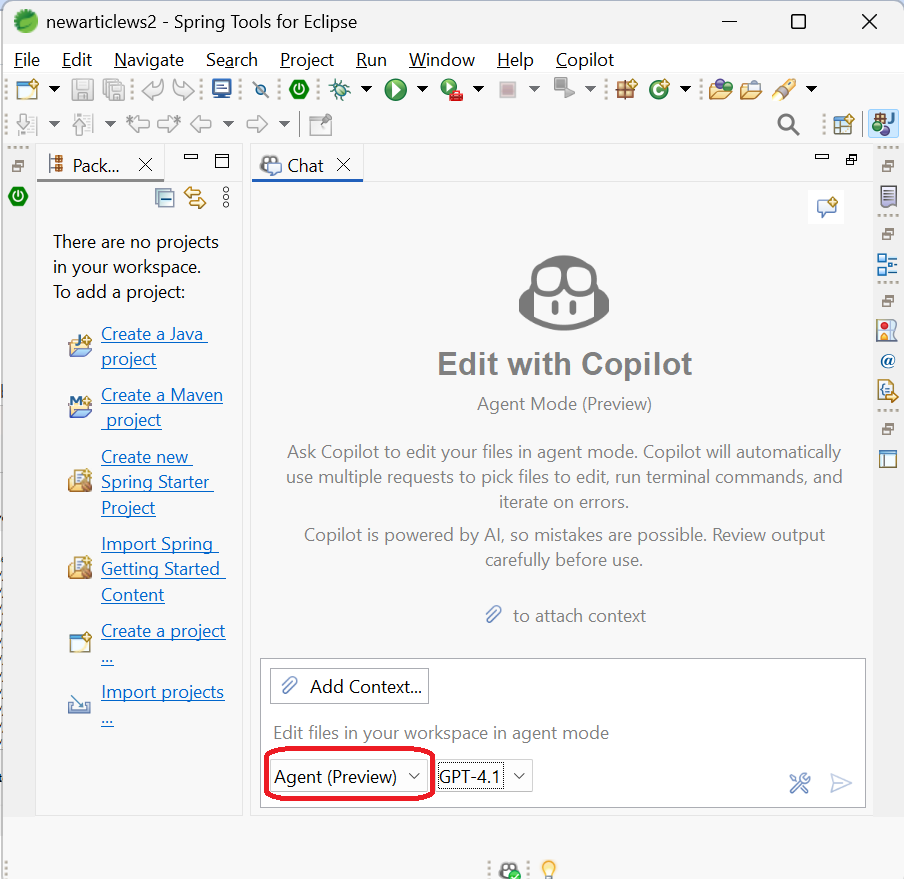 newarticlews2 - Spring Tools for Eclipse
File Edit Navigate Search Project Run Window Help Copilot
Pack...
Chat
There are no projects
in your workspace.
To add a project:
Create a Java
project
Create a Maven
project
Create new
Spring Starter
Project
Import Spring
Getting Started
Content
Create a project
...
Import projects
...
Edit with Copilot
Agent Mode (Preview)
Ask Copilot to edit your files in agent mode. Copilot will automatically
use multiple requests to pick files to edit, run terminal commands, and
iterate on errors.
Copilot is powered by AI, so mistakes are possible. Review output
carefully before use.
to attach context
Add Context...
Edit files in your workspace in agent mode
Agent (Preview) GPT-4.1